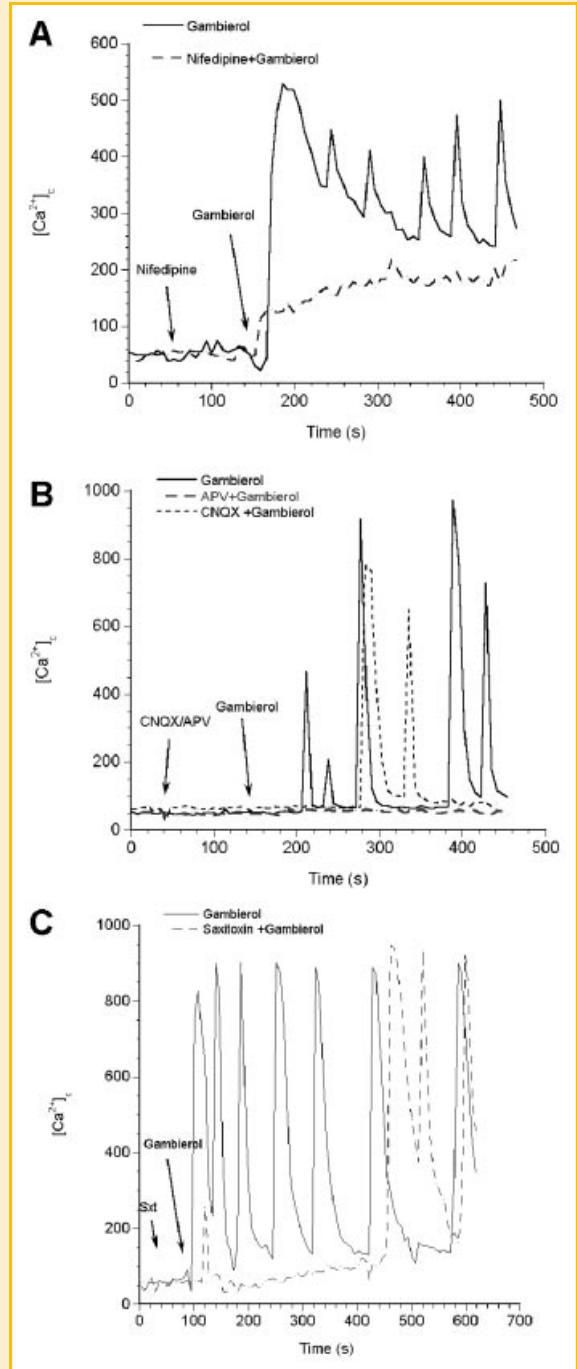 A
Gambierol
Nifedipine+Gambierol
600
500
400
300
200
100
0
[Ca2+]c
Gambierol
Nifedipine
0 100 200 300 400 500
Time (s)
B
Gambierol
APV+Gambierol
CNQX +Gambierol
1000
800
600
400
200
0
[Ca2+]c
CNQX/APV
Gambierol
0 100 200 300 400 500
Time (s)
C
Gambierol
Saxitoxin +Gambierol
1000
800
600
400
200
0
[Ca2+]c
Gambierol
Sxt
0 100 200 300 400 500 600 700
Time (s)